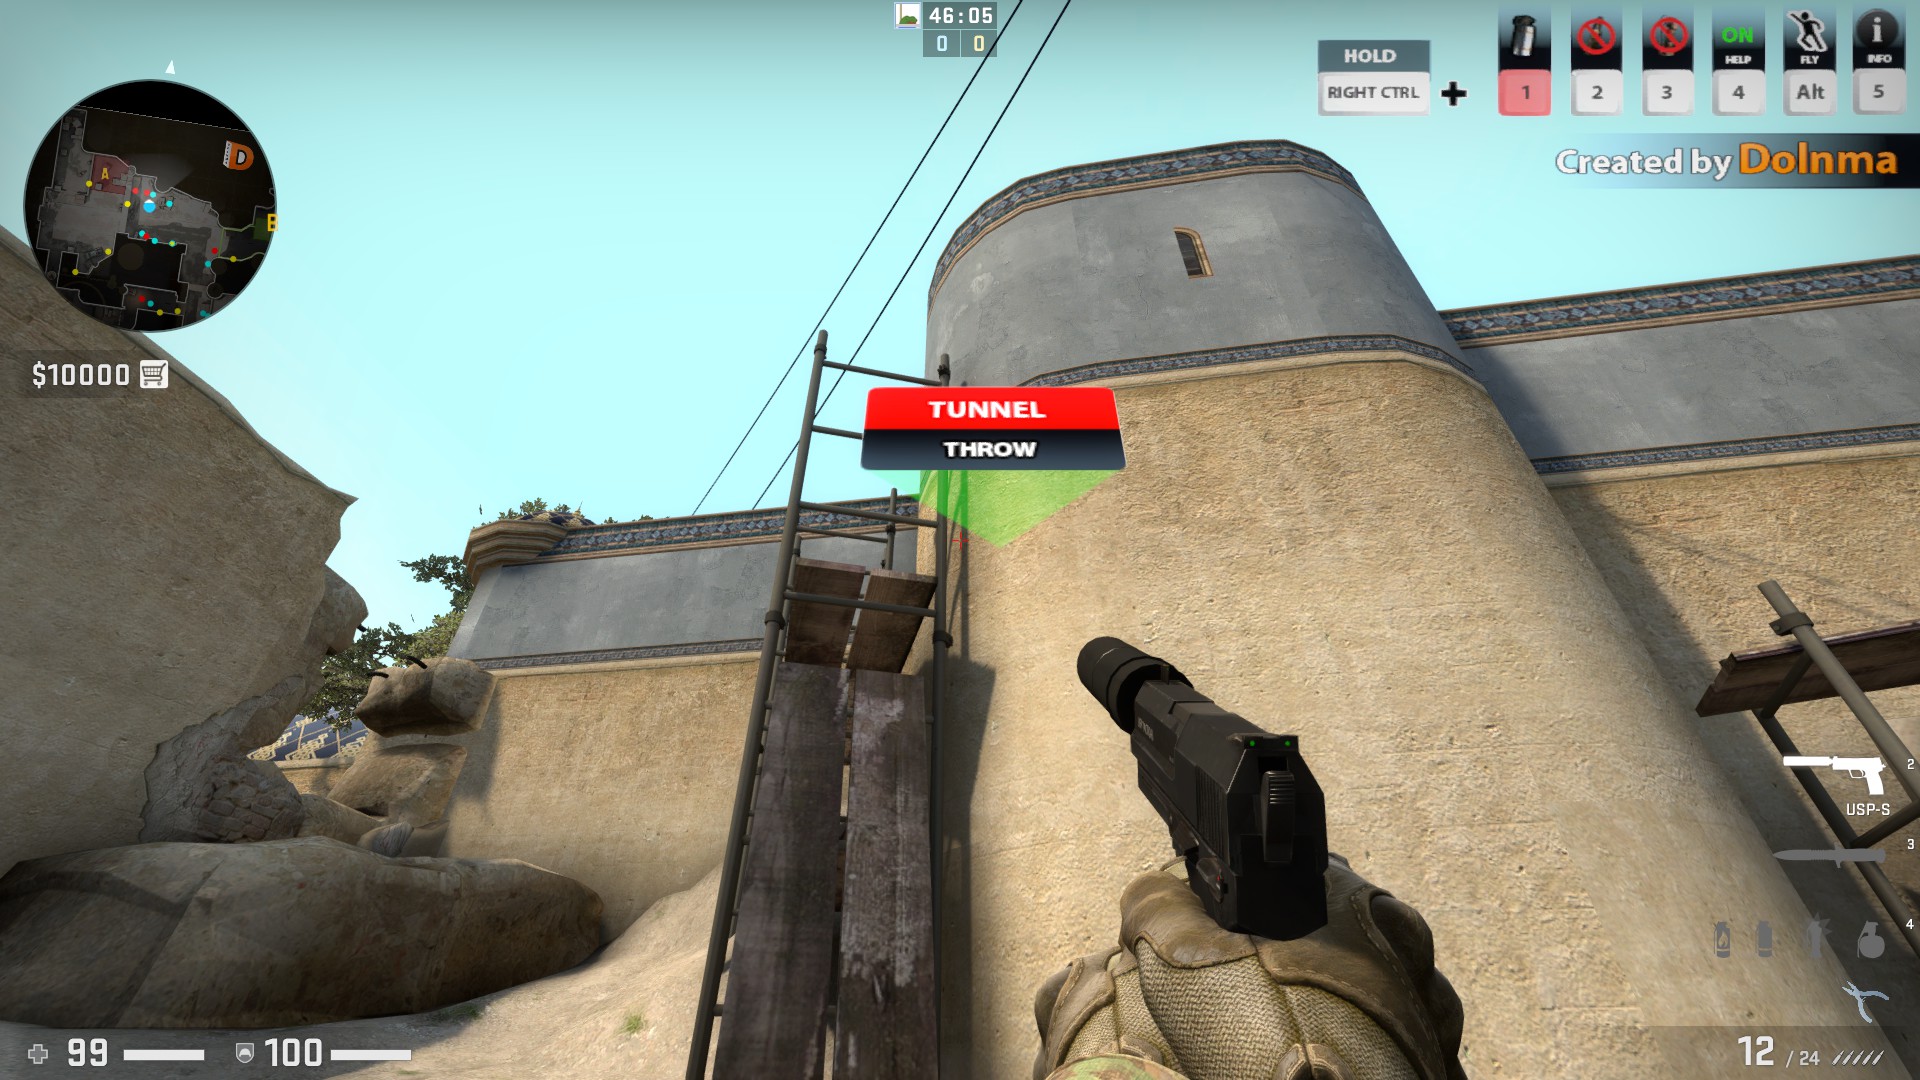 46:05
0 0
HOLD
RIGHT CTRL
1 2 3 4 Alt 5
ON
HELP
FLY
INFO
Created by Dolnma
D
A
B
$10000
TUNNEL
THROW
2
USP-S
3
4
99
100
12 / 24